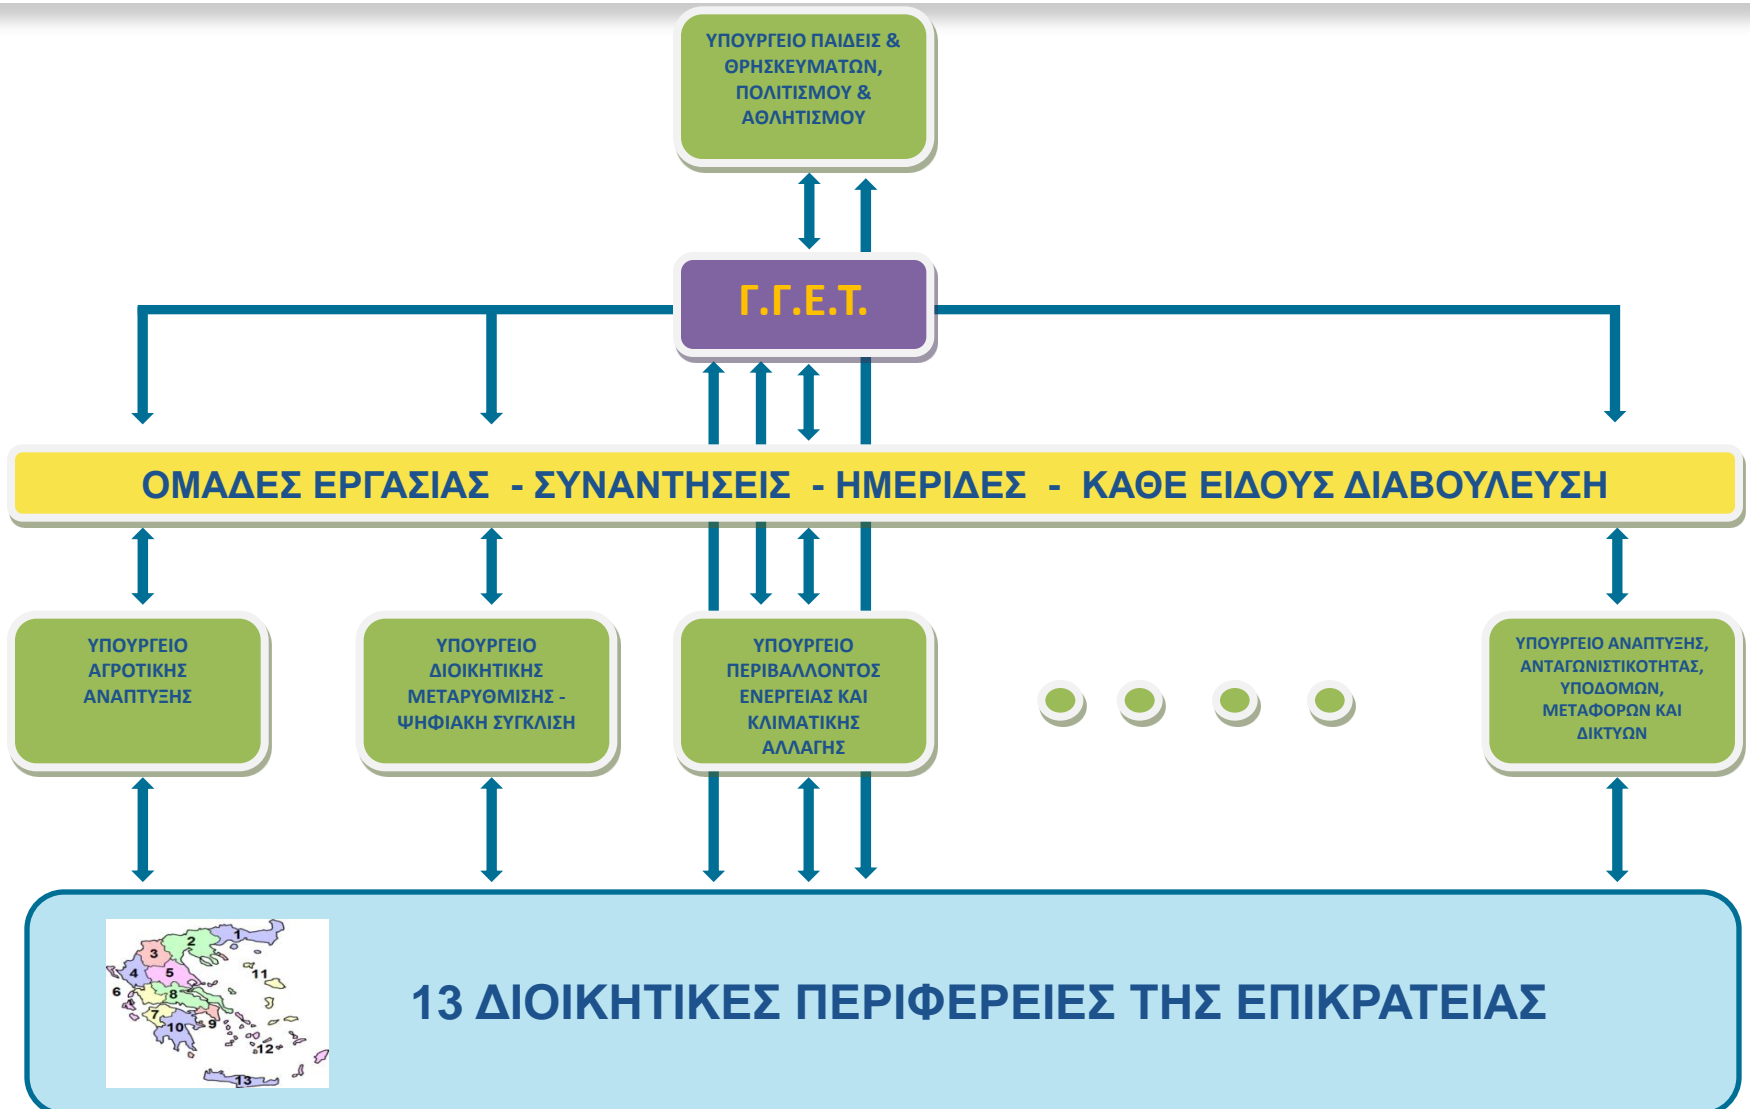 ΥΠΟΥΡΓΕΙΟ ΠΑΙΔΕΙΣ &
ΘΡΗΣΚΕΥΜΑΤΩΝ,
ΠΟΛΙΤΙΣΜΟΥ &
ΑΘΛΗΤΙΣΜΟΥ
Γ.Γ.Ε.Τ.
ΟΜΑΔΕΣ ΕΡΓΑΣΙΑΣ - ΣΥΝΑΝΤΗΣΕΙΣ - ΗΜΕΡΙΔΕΣ - ΚΑΘΕ ΕΙΔΟΥΣ ΔΙΑΒΟΥΛΕΥΣΗ
ΥΠΟΥΡΓΕΙΟ
ΑΓΡΟΤΙΚΗΣ
ΑΝΑΠΤΥΞΗΣ
ΥΠΟΥΡΓΕΙΟ
ΔΙΟΙΚΗΤΙΚΗΣ
ΜΕΤΑΡΥΘΜΙΣΗΣ -
ΨΗΦΙΑΚΗ ΣΥΓΚΛΙΣΗ
ΥΠΟΥΡΓΕΙΟ
ΠΕΡΙΒΑΛΛΟΝΤΟΣ
ΕΝΕΡΓΕΙΑΣ ΚΑΙ
ΚΛΙΜΑΤΙΚΗΣ
ΑΛΛΑΓΗΣ
ΥΠΟΥΡΓΕΙΟ ΑΝΑΠΤΥΞΗΣ,
ΑΝΤΑΓΩΝΙΣΤΙΚΟΤΗΤΑΣ,
ΥΠΟΔΟΜΩΝ,
ΜΕΤΑΦΟΡΩΝ ΚΑΙ
ΔΙΚΤΥΩΝ
1
2
3
4
5
11
6
8
7
9
10
12
13
13 ΔΙΟΙΚΗΤΙΚΕΣ ΠΕΡΙΦΕΡΕΙΕΣ ΤΗΣ ΕΠΙΚΡΑΤΕΙΑΣ